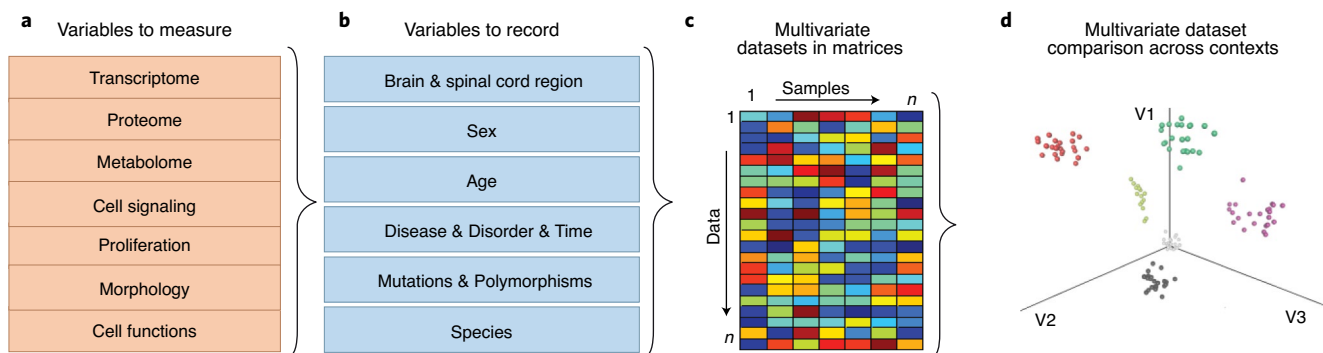 a
Variables to measure
Transcriptome
Proteome
Metabolome
Cell signaling
Proliferation
Morphology
Cell functions
b
Variables to record
Brain & spinal cord region
Sex
Age
Disease & Disorder & Time
Mutations & Polymorphisms
Species
c
Multivariate
datasets in matrices
Samples
1
n
1
Data
n
d
Multivariate dataset
comparison across contexts
V1
V2
V3